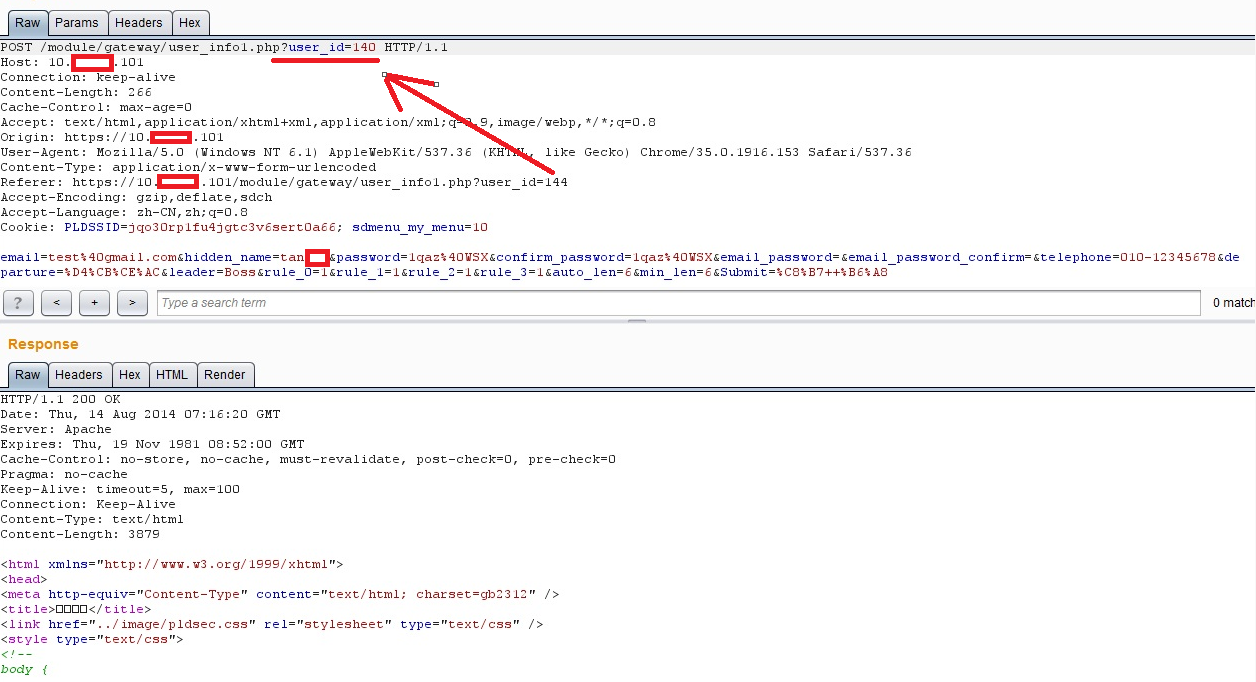 Raw Params Headers Hex
POST /module/gateway/user_info1.php?user_id=140 HTTP/1.1
Host: 10. .101
Connection: keep-alive
Content-Length: 266
Cache-Control: max-age=0
Accept: text/html,application/xhtml+xml,application/xml;q=0.9,image/webp,*/*;q=0.8
Origin: https://10. .101
User-Agent: Mozilla/5.0 (Windows NT 6.1) AppleWebKit/537.36 (KHTML, like Gecko) Chrome/35.0.1916.153 Safari/537.36
Content-Type: application/x-www-form-urlencoded
Referer: https://10. .101/module/gateway/user_info1.php?user_id=144
Accept-Encoding: gzip,deflate,sdch
Accept-Language: zh-CN,zh;q=0.8
Cookie: PLDSSID=jqo30rp1fu4jgtc3v6sert0a66; sdmenu_my_menu=10
email=test%40gmail.com&hidden_name=tan &password=1qaz%40WSX&confirm_password=1qaz%40WSX&email_password=&email_password_confirm=&telephone=010-12345678&de
parture=%D4%CB%CE%AC&leader=Boss&rule_0=1&rule_1=1&rule_2=1&rule_3=1&auto_len=6&min_len=6&Submit=%C8%B7++%B6%A8
? < + > Type a search term 0 match
Response
Raw Headers Hex HTML Render
HTTP/1.1 200 OK
Date: Thu, 14 Aug 2014 07:16:20 GMT
Server: Apache
Expires: Thu, 19 Nov 1981 08:52:00 GMT
Cache-Control: no-store, no-cache, must-revalidate, post-check=0, pre-check=0
Pragma: no-cache
Keep-Alive: timeout=5, max=100
Connection: Keep-Alive
Content-Type: text/html
Content-Length: 3879
<html xmlns="http://www.w3.org/1999/xhtml">
<head>
<meta http-equiv="Content-Type" content="text/html; charset=gb2312" />
<title>□□□□</title>
<link href="../image/pldsec.css" rel="stylesheet" type="text/css" />
<style type="text/css">
<!--
body {